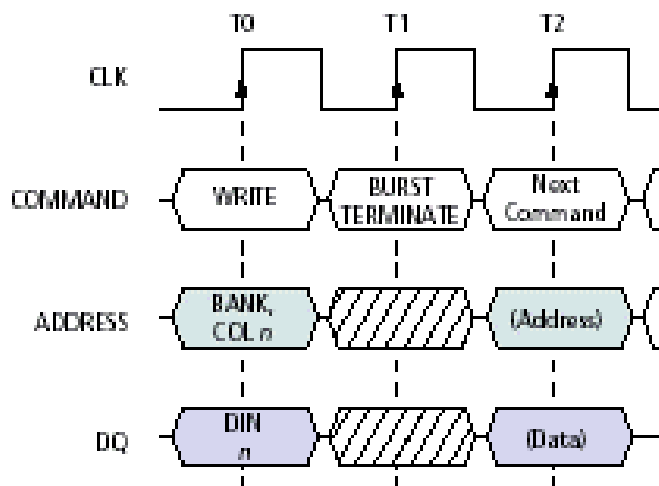 T0 T1 T2
CLK
COMMAND WRITE BURST TERMINATE Next Command
ADDRESS BANK, COL n (Address)
DQ DIN n (Data)